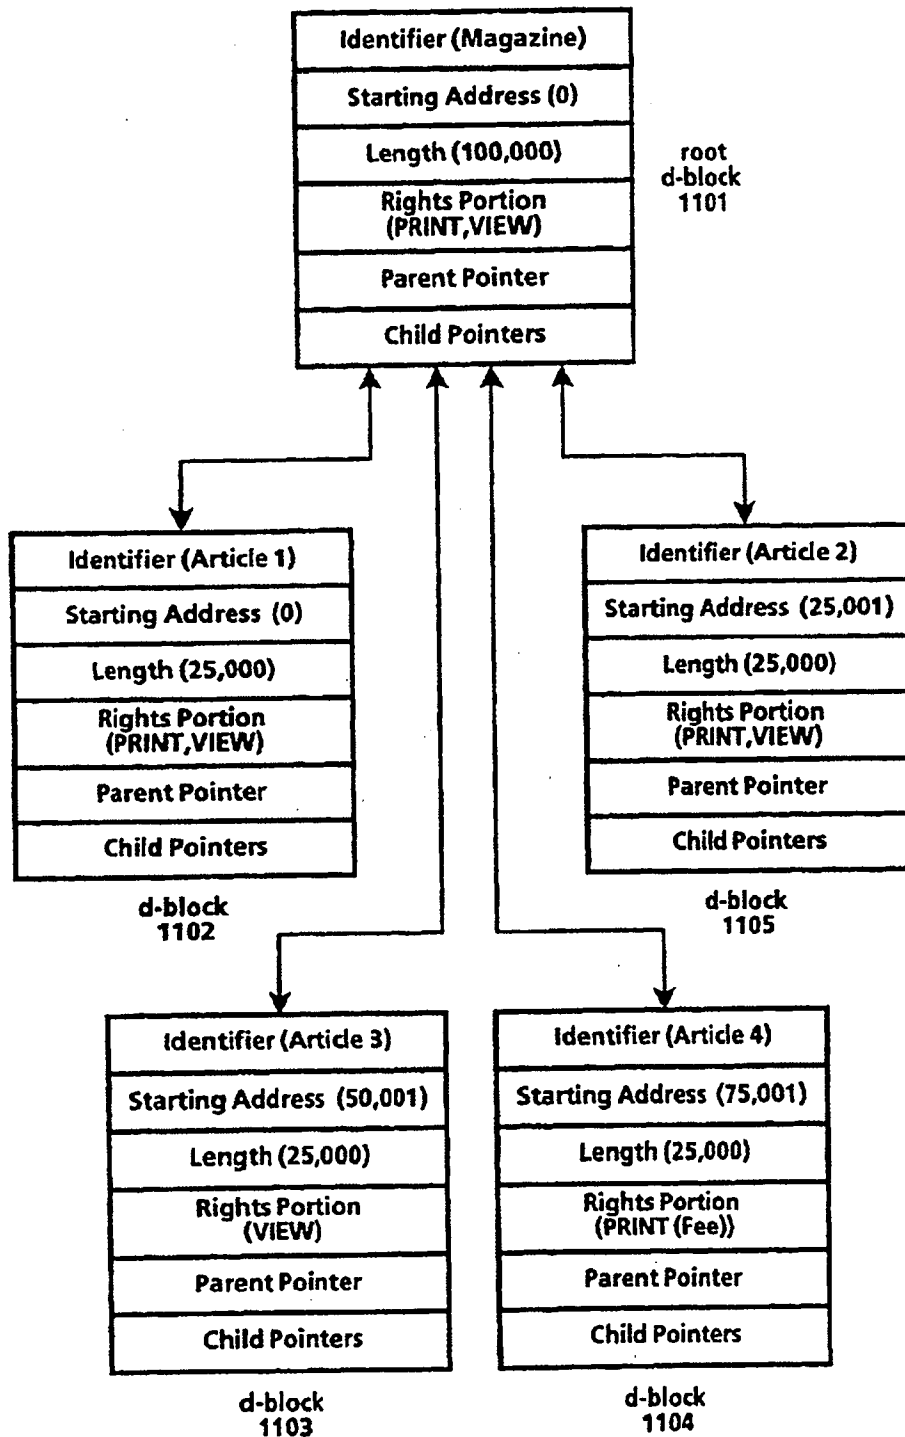 Identifier (Magazine)
Starting Address (0)
Length (100,000)
Rights Portion
(PRINT,VIEW)
Parent Pointer
Child Pointers
root
d-block
1101
Identifier (Article 1)
Starting Address (0)
Length (25,000)
Rights Portion
(PRINT,VIEW)
Parent Pointer
Child Pointers
d-block
1102
Identifier (Article 2)
Starting Address (25,001)
Length (25,000)
Rights Portion
(PRINT,VIEW)
Parent Pointer
Child Pointers
d-block
1105
Identifier (Article 3)
Starting Address (50,001)
Length (25,000)
Rights Portion
(VIEW)
Parent Pointer
Child Pointers
d-block
1103
Identifier (Article 4)
Starting Address (75,001)
Length (25,000)
Rights Portion
(PRINT (Fee))
Parent Pointer
Child Pointers
d-block
1104